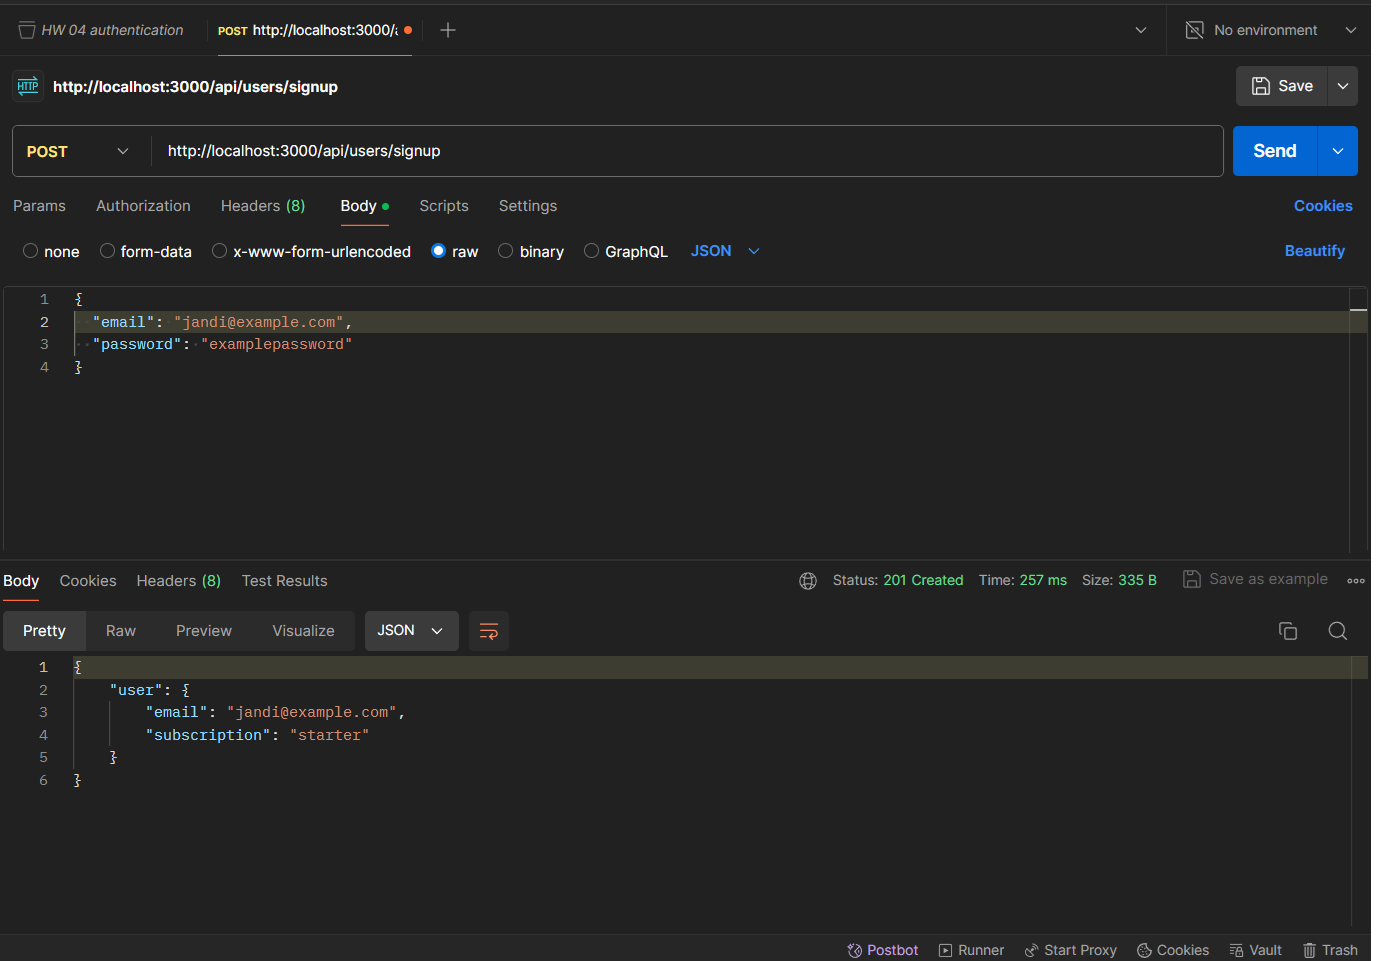 HW 04 authentication POST http://localhost:3000/a No environment
HTTP http://localhost:3000/api/users/signup Save
POST http://localhost:3000/api/users/signup Send
Params Authorization Headers (8) Body Scripts Settings Cookies
none form-data x-www-form-urlencoded raw binary GraphQL JSON Beautify
1 {
2 "email": "jandi@example.com",
3 "password": "examplepassword"
4 }
Body Cookies Headers (8) Test Results Status: 201 Created Time: 257 ms Size: 335 B Save as example
Pretty Raw Preview Visualize JSON
1 {
2 "user": {
3 "email": "jandi@example.com",
4 "subscription": "starter"
5 }
6 }
Postbot Runner Start Proxy Cookies Vault Trash